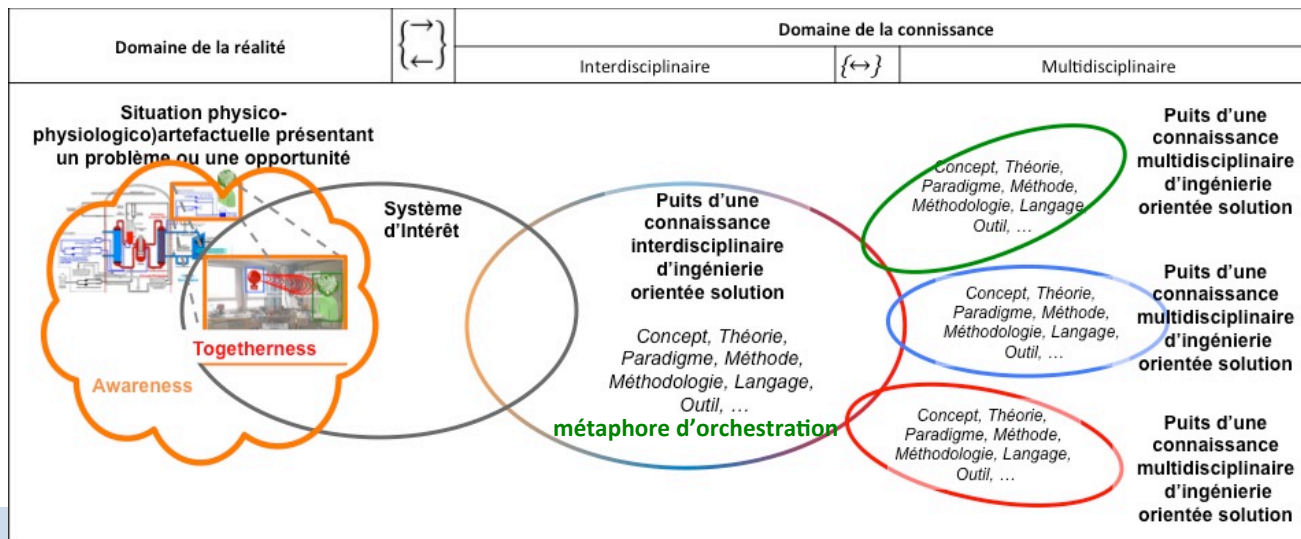 Domaine de la réalité
{→
←}
Domaine de la connissance
Interdisciplinaire
{↔}
Multidisciplinaire
Situation physico-
physiologico)artefactuelle présentant
un problème ou une opportunité
Togetherness
Awareness
Système
d'Intérêt
Puits d'une
connaissance
interdisciplinaire
d'ingénierie
orientée solution
Concept, Théorie,
Paradigme, Méthode,
Méthodologie, Langage,
Outil, …
métaphore d'orchestration
Concept, Théorie,
Paradigme, Méthode,
Méthodologie, Langage,
Outil, …
Puits d'une
connaissance
multidisciplinaire
d'ingénierie
orientée solution
Concept, Théorie,
Paradigme, Méthode,
Méthodologie, Langage,
Outil, …
Puits d'une
connaissance
multidisciplinaire
d'ingénierie
orientée solution
Concept, Théorie,
Paradigme, Méthode,
Méthodologie, Langage,
Outil, …
Puits d'une
connaissance
multidisciplinaire
d'ingénierie
orientée solution